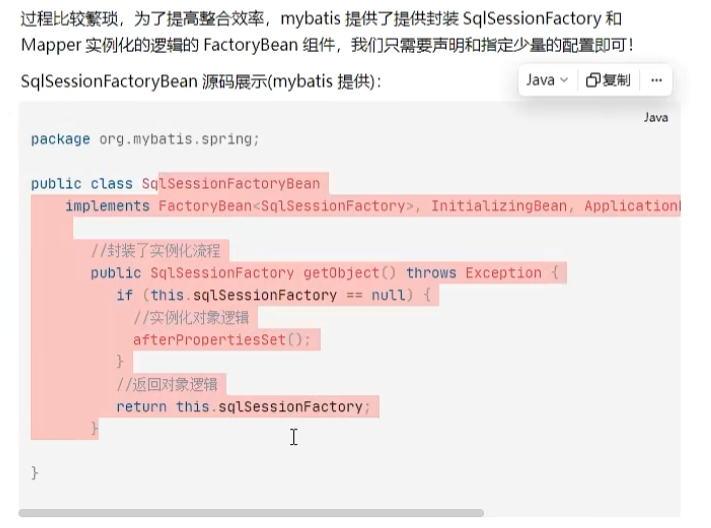 过程比较繁琐，为了提高整合效率，mybatis 提供了提供封装 SqlSessionFactory 和
Mapper 实例化的逻辑的 FactoryBean 组件，我们只需要声明和指定少量的配置即可！
SqlSessionFactoryBean 源码展示(mybatis 提供)：
Java 复制 ···
Java
package org.mybatis.spring;
public class SqlSessionFactoryBean
implements FactoryBean<SqlSessionFactory>, InitializingBean,
//封装了实例化流程
public SqlSessionFactory getObject() throws Exception {
if (this.sqlSessionFactory == null) {
//实例化对象逻辑
afterPropertiesSet();
}
//返回对象逻辑
return this.sqlSessionFactory;
}
}